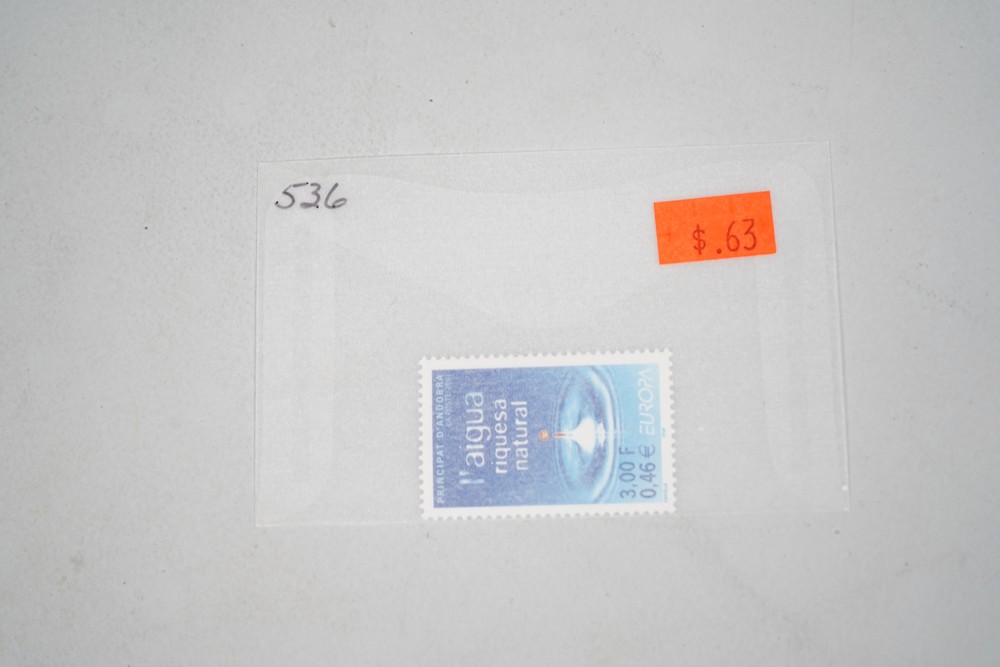 536
$.63
PRINCIPAT D'ANDORRA
l'aigua
riquesa
natural
3,00 F
0,46 €
EUROPA